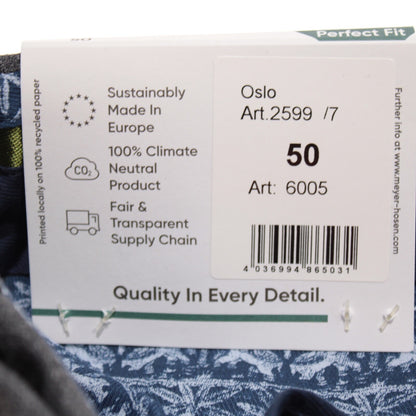 50
Perfect Fit
Printed locally on 100% recycled paper
Sustainably
Made In
Europe
CO2
100% Climate
Neutral
Product
Fair &
Transparent
Supply Chain
Oslo
Art.2599 /7
50
Art: 6005
4 036994 865031
Further info at
www.meyer-hosen.com
Quality In Every Detail.